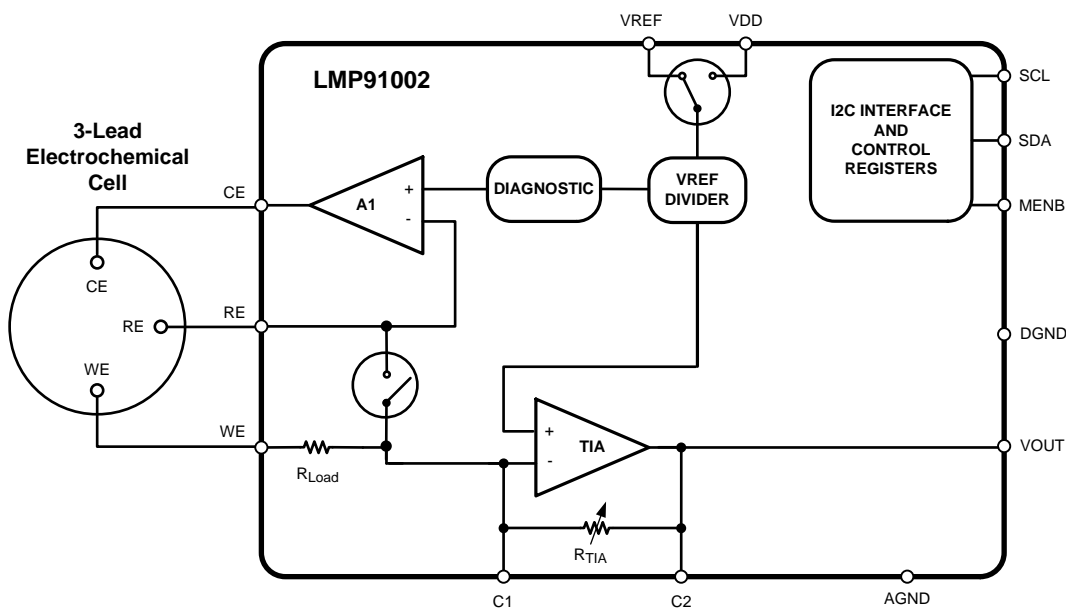 VREF
VDD
LMP91002
3-Lead
Electrochemical
Cell
I2C INTERFACE
AND
CONTROL
REGISTERS
SCL
SDA
MENB
CE
A1
+
-
DIAGNOSTIC
VREF
DIVIDER
CE
RE
WE
RE
DGND
WE
RLoad
+
-
TIA
VOUT
RTIA
C1
C2
AGND